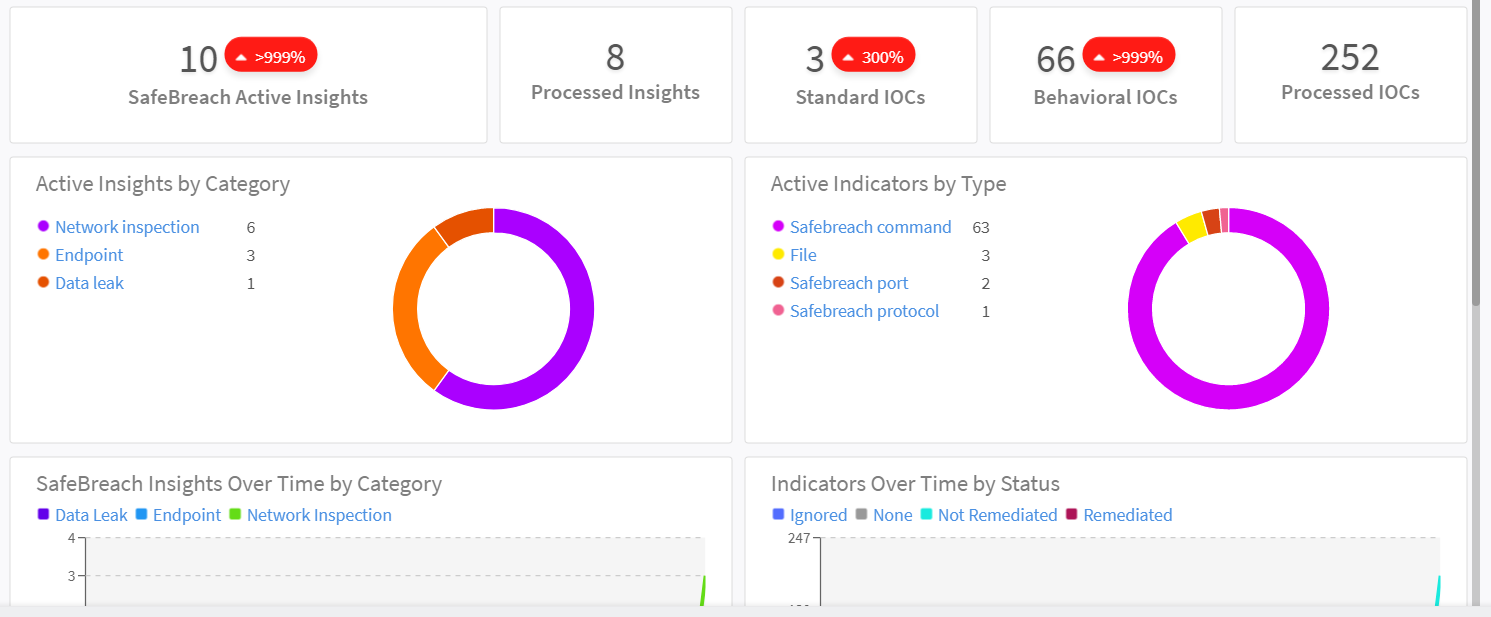 10 >999%
SafeBreach Active Insights
8
Processed Insights
3 300%
Standard IOCs
66 >999%
Behavioral IOCs
252
Processed IOCs
Active Insights by Category
Network inspection 6
Endpoint 3
Data leak 1
Active Indicators by Type
Safebreach command 63
File 3
Safebreach port 2
Safebreach protocol 1
SafeBreach Insights Over Time by Category
Data Leak Endpoint Network Inspection
4
3
Indicators Over Time by Status
Ignored None Not Remediated Remediated
247